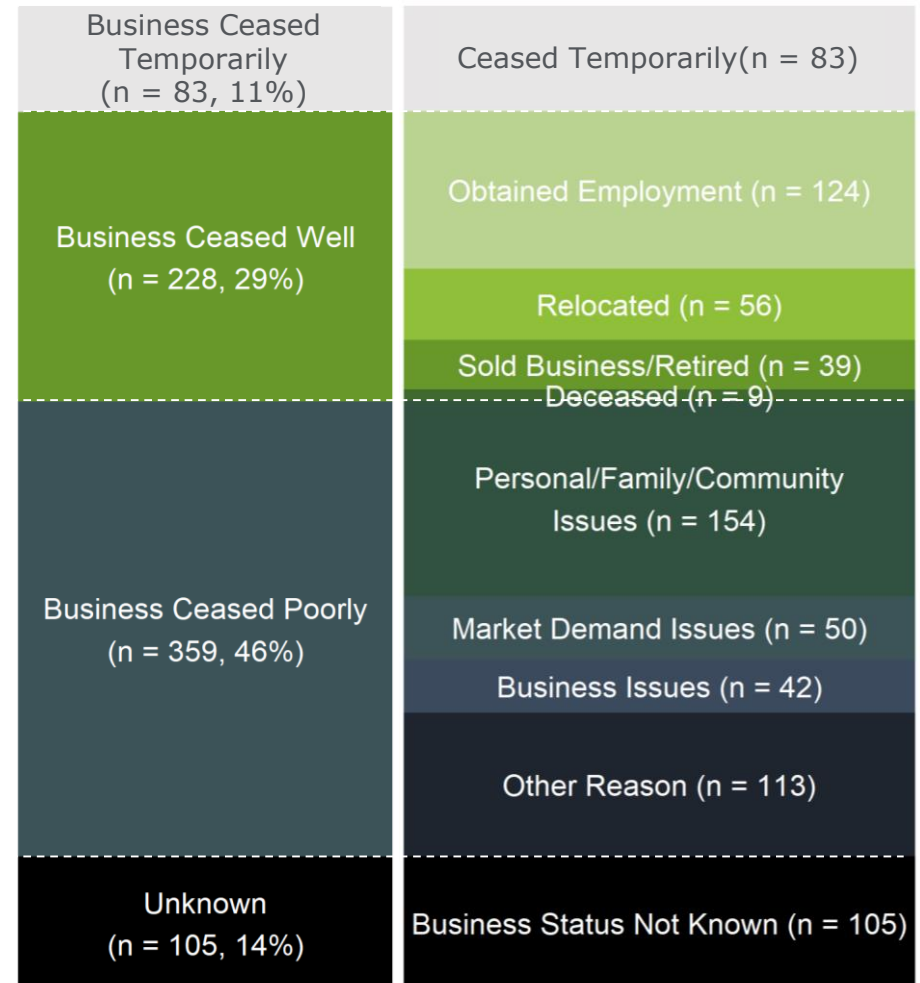 Business Ceased
Temporarily
(n = 83, 11%)
Ceased Temporarily(n = 83)
Business Ceased Well
(n = 228, 29%)
Obtained Employment (n = 124)
Relocated (n = 56)
Sold Business/Retired (n = 39)
Deceased (n = 9)
Business Ceased Poorly
(n = 359, 46%)
Personal/Family/Community
Issues (n = 154)
Market Demand Issues (n = 50)
Business Issues (n = 42)
Other Reason (n = 113)
Unknown
(n = 105, 14%)
Business Status Not Known (n = 105)